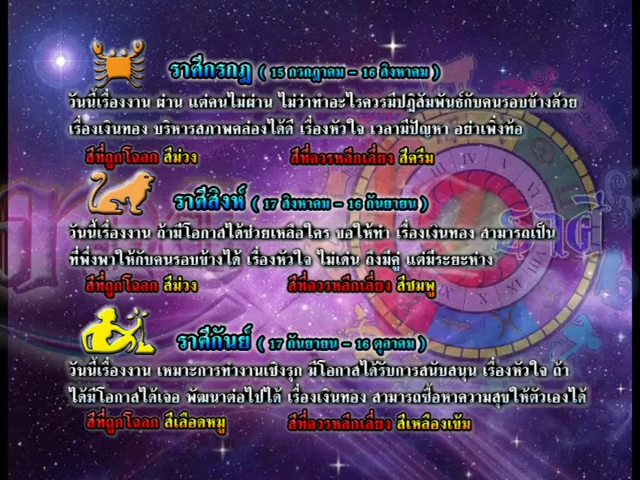 ราศีกรกฎ ( 15 กรกฎาคม - 16 สิงหาคม )
วันนี้เรื่องงาน ผ่าน แต่คนไม่ผ่าน ไม่ว่าทำอะไรควรมีปฏิสัมพันธ์กับคนรอบข้างด้วย
เรื่องเงินทอง บริหารสภาพคล่องได้ดี เรื่องหัวใจ เวลามีปัญหา อย่าเพิ่งท้อ
สีที่ถูกโฉลก สีม่วง สีที่ควรหลีกเลี่ยง สีครีม
ราศีสิงห์ ( 17 สิงหาคม - 16 กันยายน )
วันนี้เรื่องงาน ถ้ามีโอกาสได้ช่วยเหลือใคร ขอให้ทำ เรื่องเงินทอง สามารถเป็น
ที่พึ่งพาให้กับคนรอบข้างได้ เรื่องหัวใจ ไม่เด่น ถึงมีคู่ แต่มีระยะห่าง
สีที่ถูกโฉลก สีม่วง สีที่ควรหลีกเลี่ยง สีชมพู
ราศีกันย์ ( 17 กันยายน - 16 ตุลาคม )
วันนี้เรื่องงาน เหมาะการทำงานเชิงรุก มีโอกาสได้รับการสนับสนุน เรื่องหัวใจ ถ้า
ได้มีโอกาสได้เจอ พัฒนาต่อไปได้ เรื่องเงินทอง สามารถซื้อหาความสุขให้ตัวเองได้
สีที่ถูกโฉลก สีเลือดหมู สีที่ควรหลีกเลี่ยง สีเหลืองเข้ม